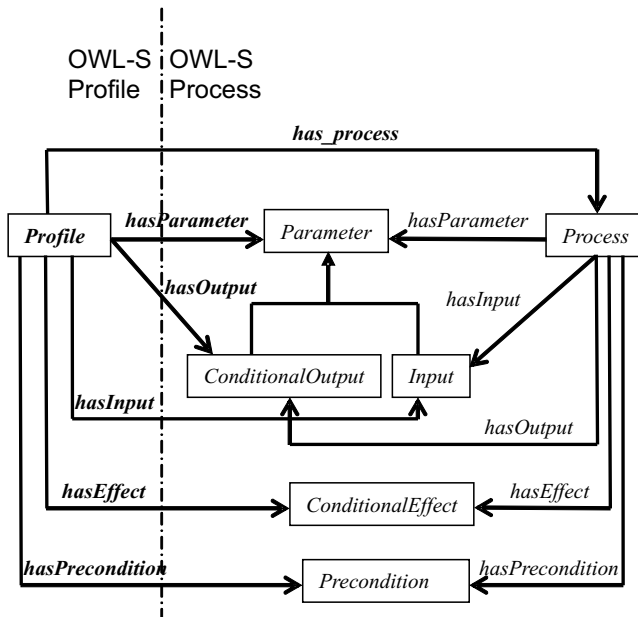 OWL-S OWL-S
Profile Process
has_process
Profile hasParameter Parameter hasParameter Process
hasOutput hasInput
ConditionalOutput Input
hasInput
hasOutput
hasEffect ConditionalEffect hasEffect
hasPrecondition Precondition hasPrecondition